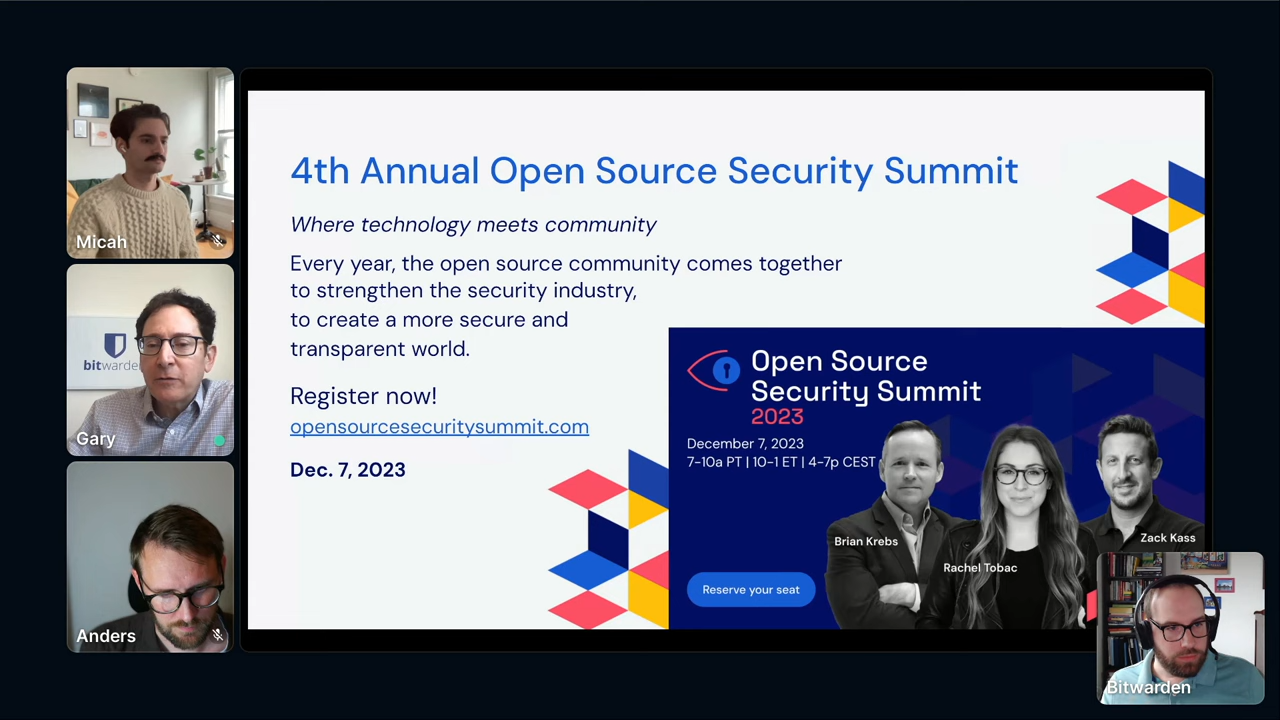 4th Annual Open Source Security Summit
Where technology meets community
Every year, the open source community comes together
to strengthen the security industry,
to create a more secure and
transparent world.
Register now!
opensourcesecuritysummit.com
Dec. 7, 2023
Open Source
Security Summit
2023
December 7, 2023
7-10a PT | 10-1 ET | 4-7p CEST
Brian Krebs
Rachel Tobac
Zack Kass
Reserve your seat
Micah
bitwarde
Gary
Anders
Bitwarden